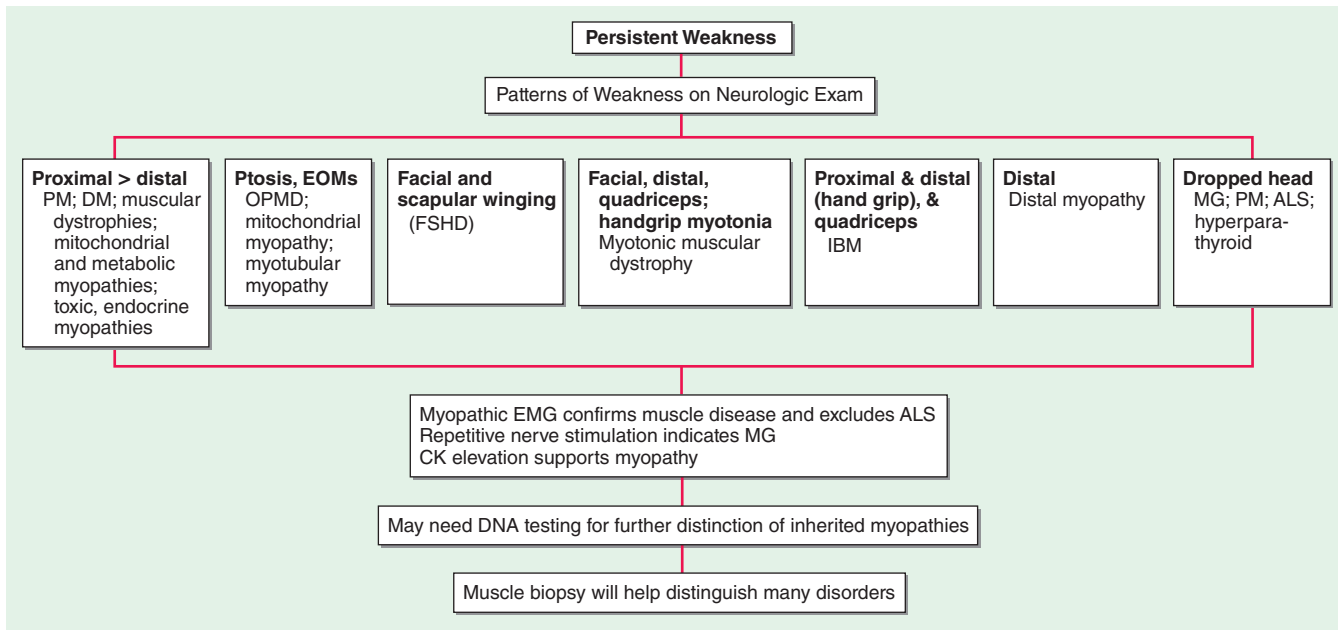 Persistent Weakness
Patterns of Weakness on Neurologic Exam
Proximal > distal
PM; DM; muscular
dystrophies;
mitochondrial
and metabolic
myopathies;
toxic, endocrine
myopathies
Ptosis, EOMs
OPMD;
mitochondrial
myopathy;
myotubular
myopathy
Facial and
scapular winging
(FSHD)
Facial, distal,
quadriceps;
handgrip myotonia
Myotonic muscular
dystrophy
Proximal & distal
(hand grip), &
quadriceps
IBM
Distal
Distal myopathy
Dropped head
MG; PM; ALS;
hyperpara-
thyroid
Myopathic EMG confirms muscle disease and excludes ALS
Repetitive nerve stimulation indicates MG
CK elevation supports myopathy
May need DNA testing for further distinction of inherited myopathies
Muscle biopsy will help distinguish many disorders